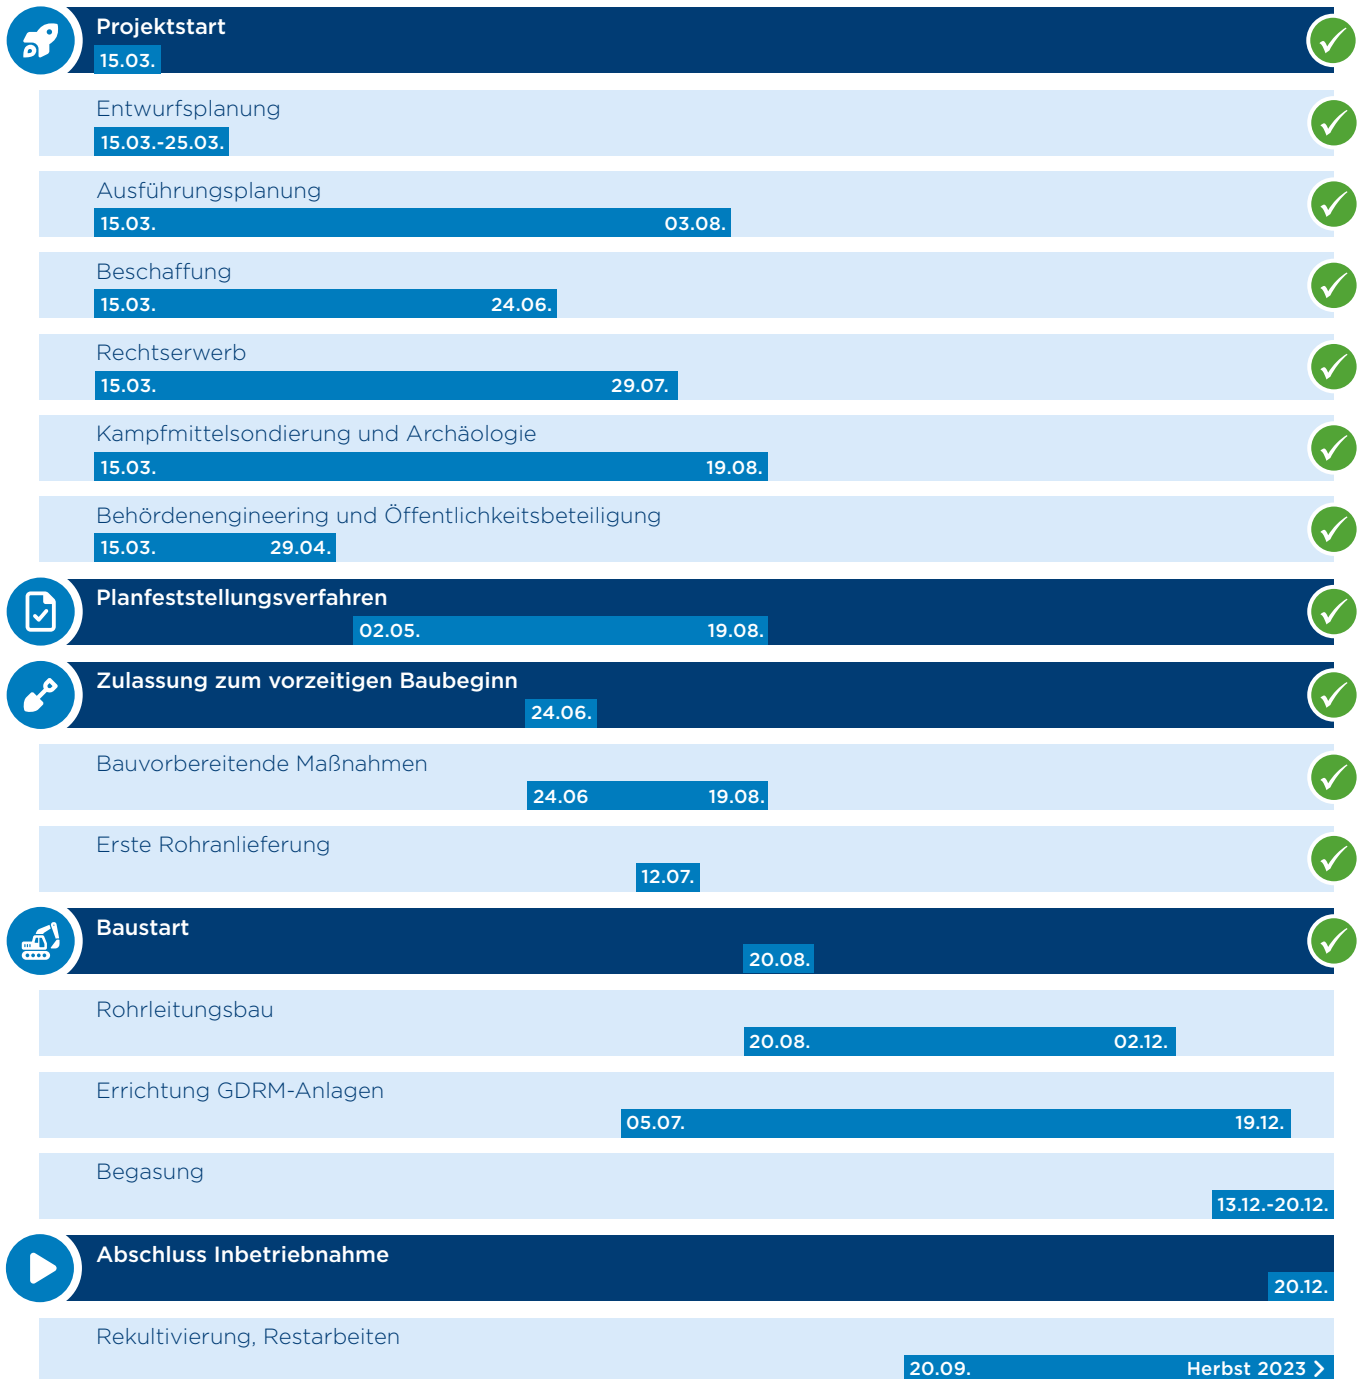 Projektstart
15.03.
Entwurfsplanung
15.03.-25.03.
Ausführungsplanung
15.03. 03.08.
Beschaffung
15.03. 24.06.
Rechtserwerb
15.03. 29.07.
Kampfmittelsondierung und Archäologie
15.03. 19.08.
Behördenengineering und Öffentlichkeitsbeteiligung
15.03. 29.04.
Planfeststellungsverfahren
02.05. 19.08.
Zulassung zum vorzeitigen Baubeginn
24.06.
Bauvorbereitende Maßnahmen
24.06 19.08.
Erste Rohranlieferung
12.07.
Baustart
20.08.
Rohrleitungsbau
20.08. 02.12.
Errichtung GDRM-Anlagen
05.07. 19.12.
Begasung
13.12.-20.12.
Abschluss Inbetriebnahme
20.12.
Rekultivierung, Restarbeiten
20.09. Herbst 2023